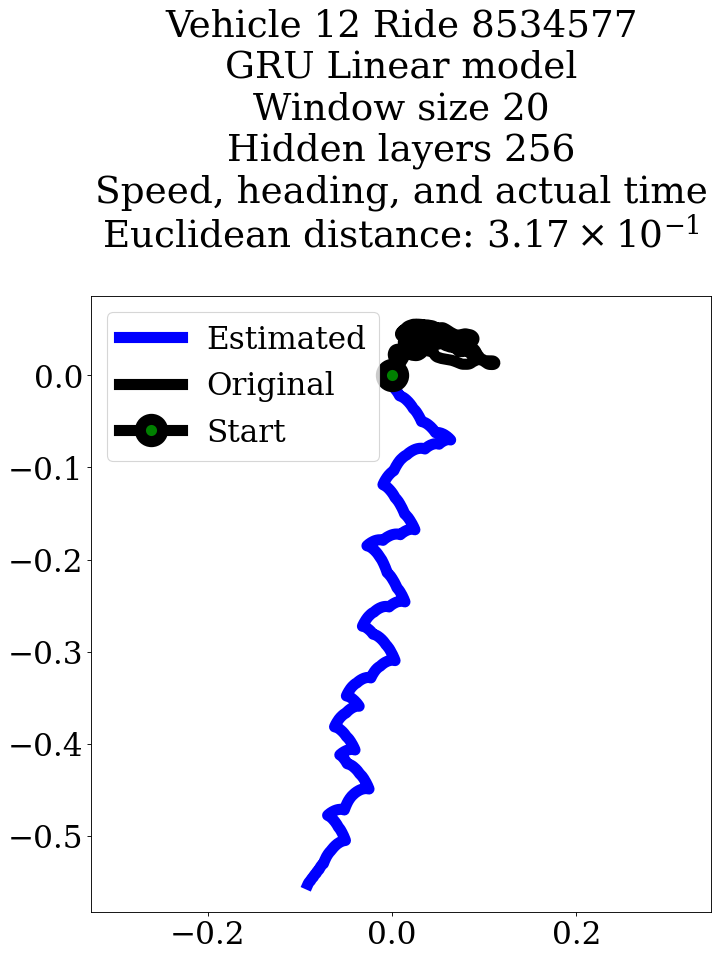 Vehicle 12 Ride 8534577
GRU Linear model
Window size 20
Hidden layers 256
Speed, heading, and actual time
Euclidean distance: 3.17 × 10⁻¹
Estimated
Original
Start
0.0
−0.1
−0.2
−0.3
−0.4
−0.5
−0.2 0.0 0.2